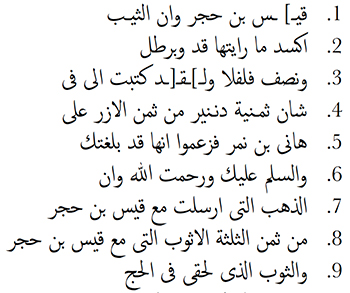 1. قيـ]ـس بن حجر وان الثيب
2. اكسد ما رايتها قد وبرطل
3. ونصف فلفلا ولـ]ـقـ[ـد كتبت الى فى
4. شان ثمـنية دننير من ثمن الازر على
5. هانى بن نمر فزعموا انها قد بلغتك
6. والسلم عليك ورحمت الله وان
7. الذهب التى ارسلت مع قيس بن حجر
8. من ثمن الثلثة الاثوب التى مع قيس بن حجر
9. والثوب الذى لحقى فى الحج